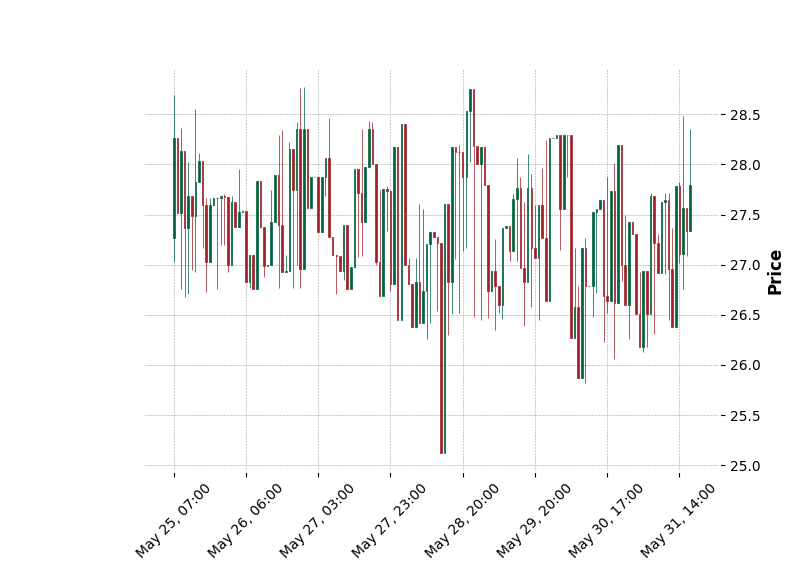 28.5
28.0
27.5
27.0
26.5
26.0
25.5
25.0
Price
May 25, 07:00
May 26, 06:00
May 27, 03:00
May 27, 23:00
May 28, 20:00
May 29, 20:00
May 30, 17:00
May 31, 14:00